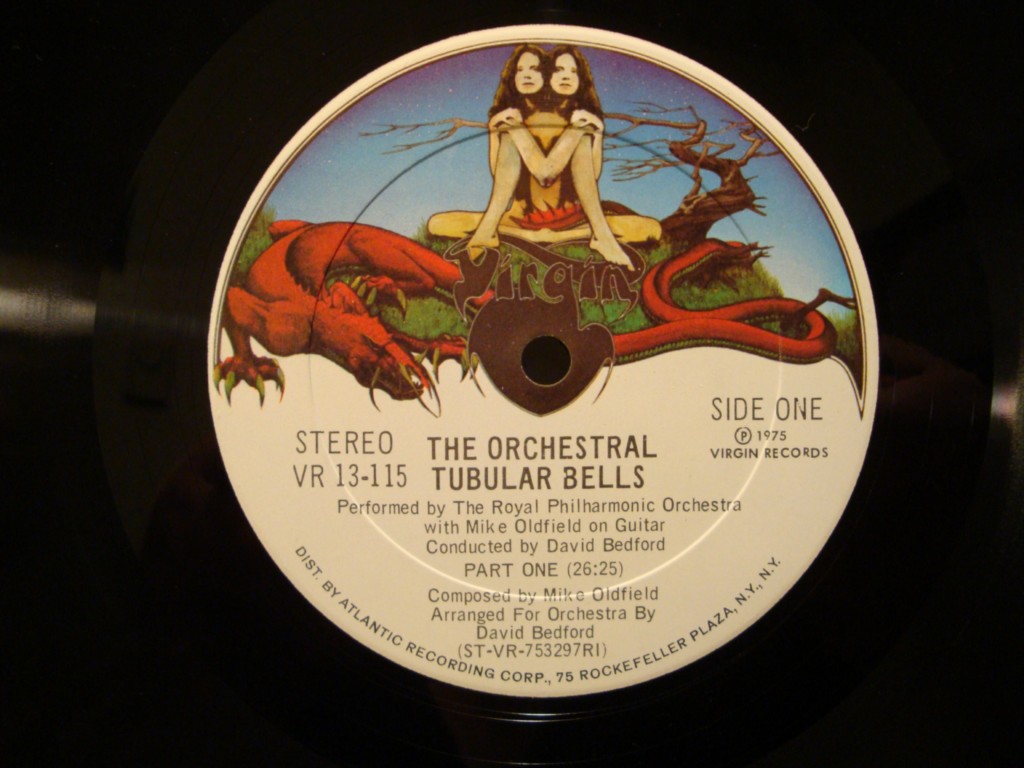 Virgin
SIDE ONE
℗ 1975
VIRGIN RECORDS
STEREO
VR 13-115
THE ORCHESTRAL
TUBULAR BELLS
Performed by The Royal Philharmonic Orchestra
with Mike Oldfield on Guitar
Conducted by David Bedford
PART ONE (26:25)
Composed by Mike Oldfield
Arranged For Orchestra By
David Bedford
(ST-VR-753297RI)
DIST. BY ATLANTIC RECORDING CORP., 75 ROCKEFELLER PLAZA, N.Y., N.Y.